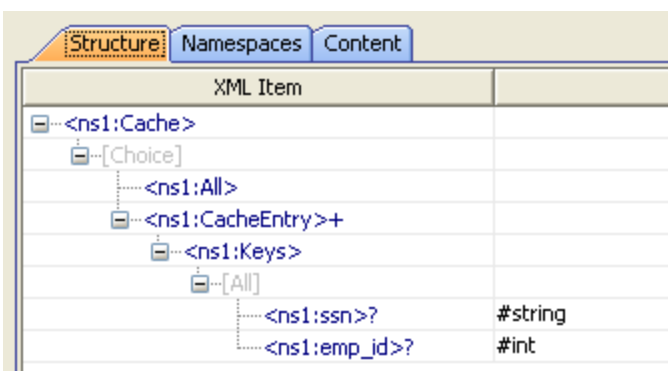 Structure Namespaces Content
XML Item
<ns1:Cache>
[Choice]
<ns1:All>
<ns1:CacheEntry>+
<ns1:Keys>
[All]
<ns1:ssn>? #string
<ns1:emp_id>? #int